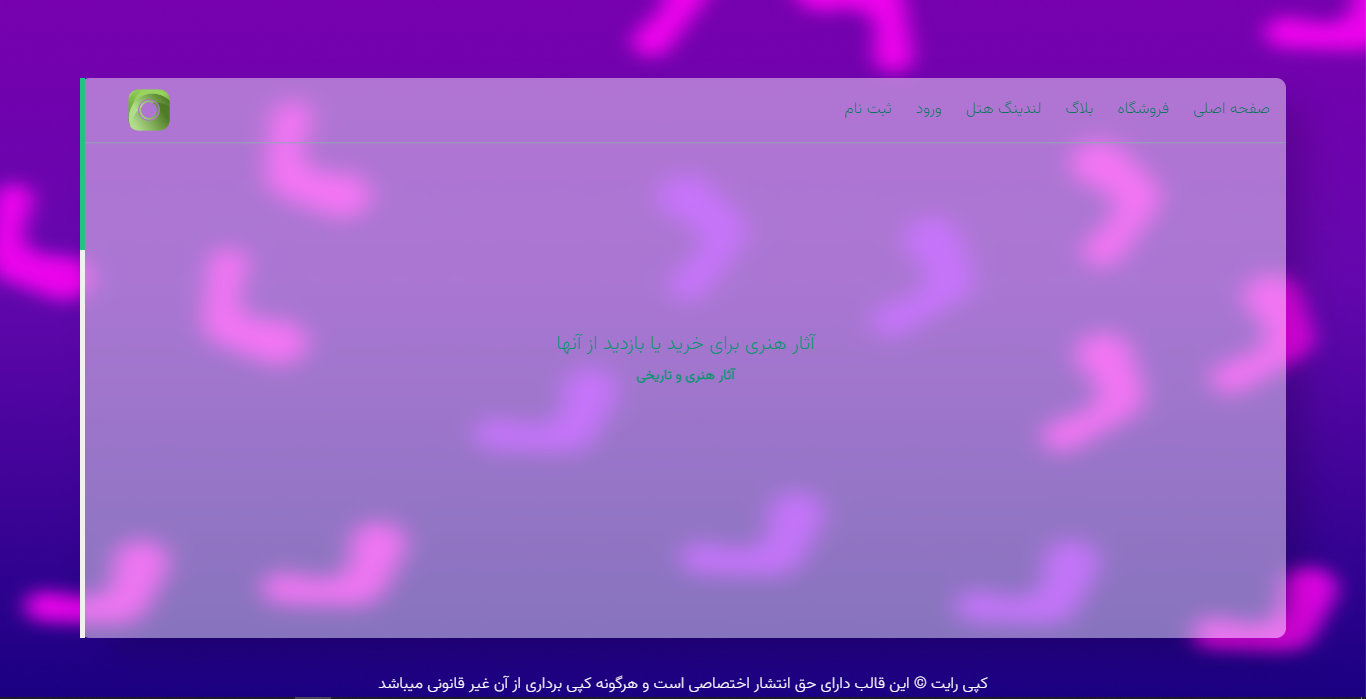 صفحه اصلی فروشگاه بلاگ لندینگ هتل ورود ثبت نام
آثار هنری برای خرید یا بازدید از آنها
آثار هنری و تاریخی
کپی رایت © این قالب دارای حق انتشار اختصاصی است و هرگونه کپی برداری از آن غیر قانونی میباشد